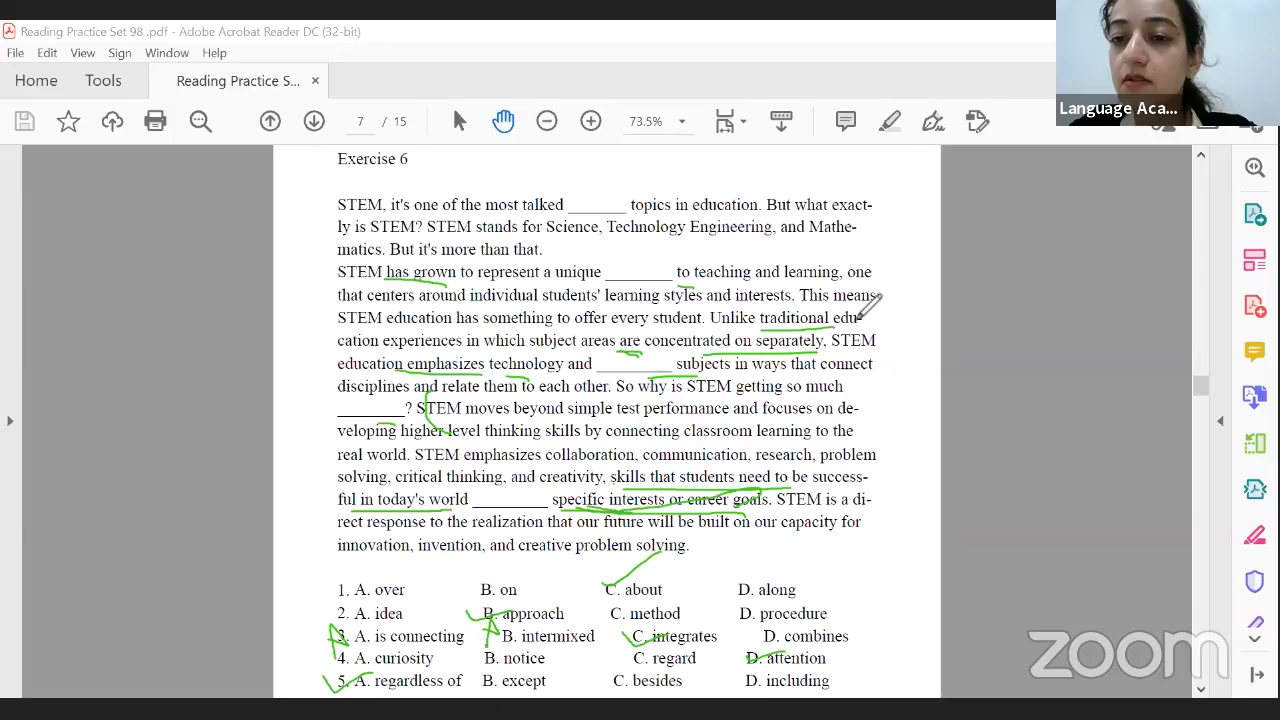 Reading Practice Set 98 .pdf - Adobe Acrobat Reader DC (32-bit)
File Edit View Sign Window Help
Home Tools Reading Practice S... ×
7 / 15 73.5%
Language Aca...
Exercise 6
STEM, it's one of the most talked _______ topics in education. But what exact-
ly is STEM? STEM stands for Science, Technology Engineering, and Mathe-
matics. But it's more than that.
STEM has grown to represent a unique ________ to teaching and learning, one
that centers around individual students' learning styles and interests. This means
STEM education has something to offer every student. Unlike traditional edu-
cation experiences in which subject areas are concentrated on separately, STEM
education emphasizes technology and _________ subjects in ways that connect
disciplines and relate them to each other. So why is STEM getting so much
________? STEM moves beyond simple test performance and focuses on de-
veloping higher-level thinking skills by connecting classroom learning to the
real world. STEM emphasizes collaboration, communication, research, problem
solving, critical thinking, and creativity, skills that students need to be success-
ful in today's world _________ specific interests or career goals. STEM is a di-
rect response to the realization that our future will be built on our capacity for
innovation, invention, and creative problem solving.
1. A. over B. on C. about D. along
2. A. idea B. approach C. method D. procedure
3. A. is connecting B. intermixed C. integrates D. combines
4. A. curiosity B. notice C. regard D. attention
5. A. regardless of B. except C. besides D. including
zoom